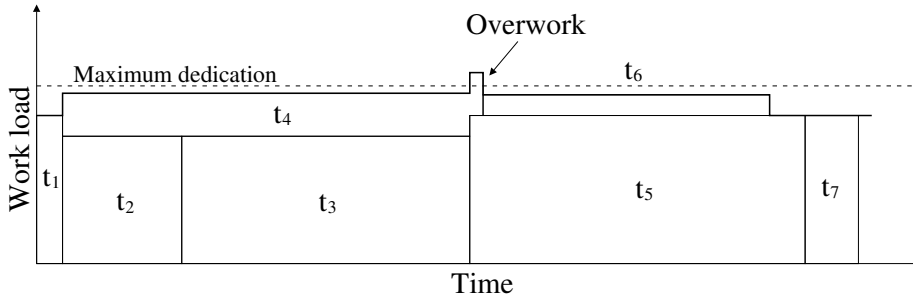 Overwork
Maximum dedication
t6
t4
Work load
t1
t2
t3
t5
t7
Time